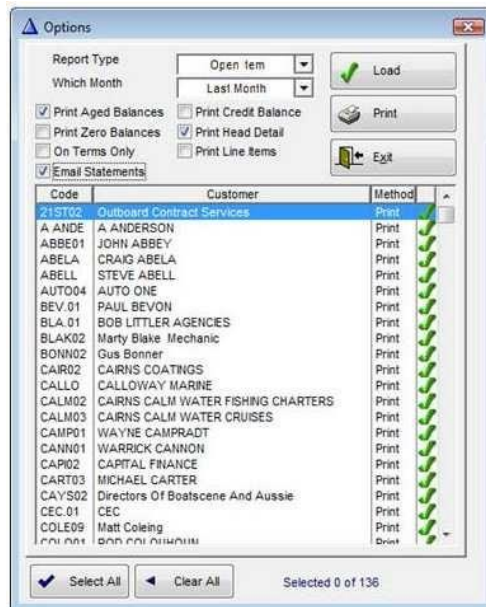 Options
Report Type Open Item Load
Which Month Last Month
Print Aged Balances Print Credit Balance Print
Print Zero Balances Print Head Detail
On Terms Only Print Line Items Exit
Email Statements
Code Customer Method
21ST02 Outboard Contract Services Print
A ANDE A ANDERSON Print
ABBE01 JOHN ABBEY Print
ABELA CRAIG ABELA Print
ABELL STEVE ABELL Print
AUTO04 AUTO ONE Print
BEV.01 PAUL BEVON Print
BLA.01 BOB LITTLER AGENCIES Print
BLAK02 Marty Blake Mechanic Print
BONN02 Gus Bonner Print
CAIR02 CAIRNS COATINGS Print
CALLO CALLOWAY MARINE Print
CALM02 CAIRNS CALM WATER FISHING CHARTERS Print
CALM03 CAIRNS CALM WATER CRUISES Print
CAMP01 WAYNE CAMPRADT Print
CANN01 WARRICK CANNON Print
CAPI02 CAPITAL FINANCE Print
CART03 MICHAEL CARTER Print
CAYS02 Directors Of Boatscene And Aussie Print
CEC.01 CEC Print
COLE09 Matt Coleing Print
COLO01 ROD COLQUHOUN Print
Select All Clear All Selected 0 of 136